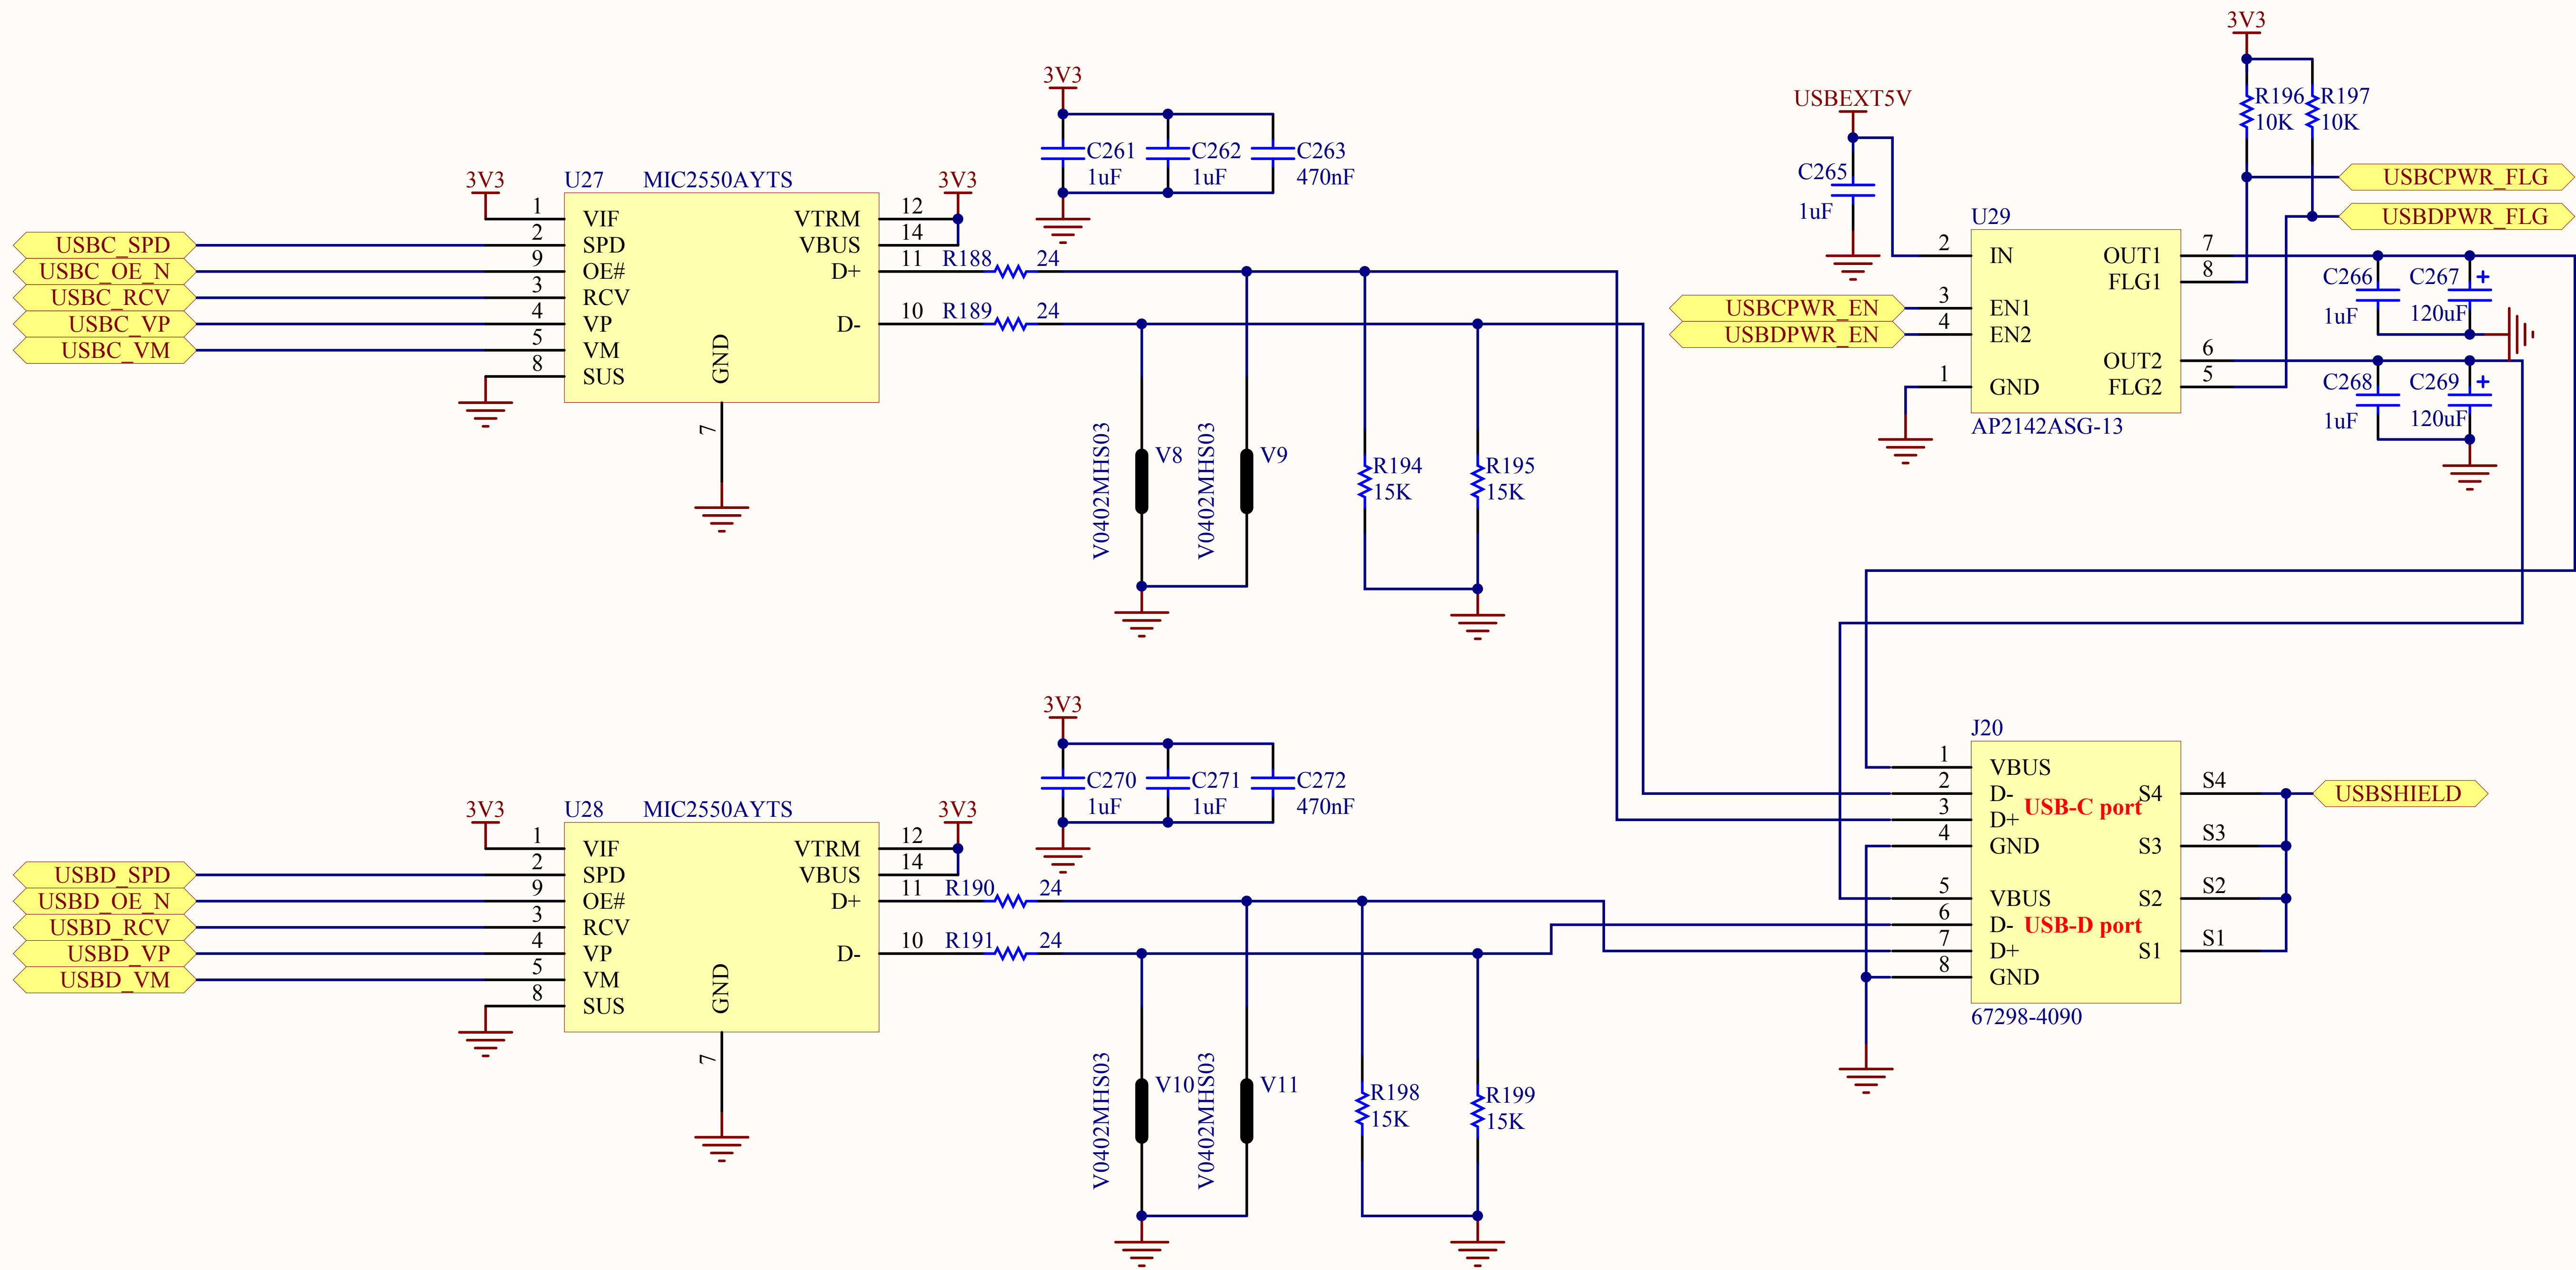 3V3
3V3
USBEXT5V
R196
10K
R197
10K
C261
1uF
C262
1uF
C263
470nF
C265
1uF
USBCPWR_FLG
USBDPWR_FLG
3V3
U27
MIC2550AYTS
3V3
1
VIF
VTRM
12
USBC_SPD
2
SPD
VBUS
14
USBC_OE_N
9
OE#
D+
11
R188
24
USBC_RCV
3
RCV
USBC_VP
4
VP
D-
10
R189
24
USBC_VM
5
VM
8
SUS
GND
7
U29
2
IN
OUT1
7
FLG1
8
USBCPWR_EN
3
EN1
USBDPWR_EN
4
EN2
OUT2
6
1
GND
FLG2
5
AP2142ASG-13
C266
1uF
C267
+
120uF
C268
1uF
C269
+
120uF
V0402MHS03
V8
V0402MHS03
V9
R194
15K
R195
15K
3V3
C270
1uF
C271
1uF
C272
470nF
3V3
U28
MIC2550AYTS
3V3
1
VIF
VTRM
12
USBD_SPD
2
SPD
VBUS
14
USBD_OE_N
9
OE#
D+
11
R190
24
USBD_RCV
3
RCV
USBD_VP
4
VP
D-
10
R191
24
USBD_VM
5
VM
8
SUS
GND
7
J20
1
VBUS
2
D-
USB-C port
S4
S4
USBSHIELD
3
D+
4
GND
S3
S3
5
VBUS
S2
S2
6
D-
USB-D port
7
D+
S1
S1
8
GND
67298-4090
V0402MHS03
V10
V0402MHS03
V11
R198
15K
R199
15K